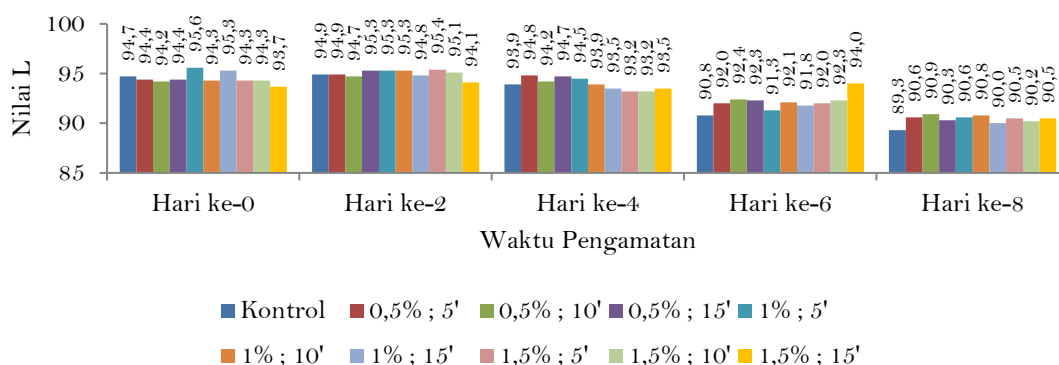 Nilai L
100
95
90
85
94,7 94,4 94,2 94,4 95,6 94,3 95,3 94,3 94,3 93,7
94,9 94,9 94,7 95,3 95,3 95,3 94,8 95,4 95,1 94,1
93,9 94,8 94,2 94,7 94,5 93,9 93,5 93,2 93,2 93,5
90,8 92,0 92,4 92,3 91,3 92,1 91,8 92,0 92,3 94,0
89,3 90,6 90,9 90,3 90,6 90,8 90,0 90,5 90,2 90,5
Hari ke-0 Hari ke-2 Hari ke-4 Hari ke-6 Hari ke-8
Waktu Pengamatan
Kontrol 0,5% ; 5' 0,5% ; 10' 0,5% ; 15' 1% ; 5'
1% ; 10' 1% ; 15' 1,5% ; 5' 1,5% ; 10' 1,5% ; 15'